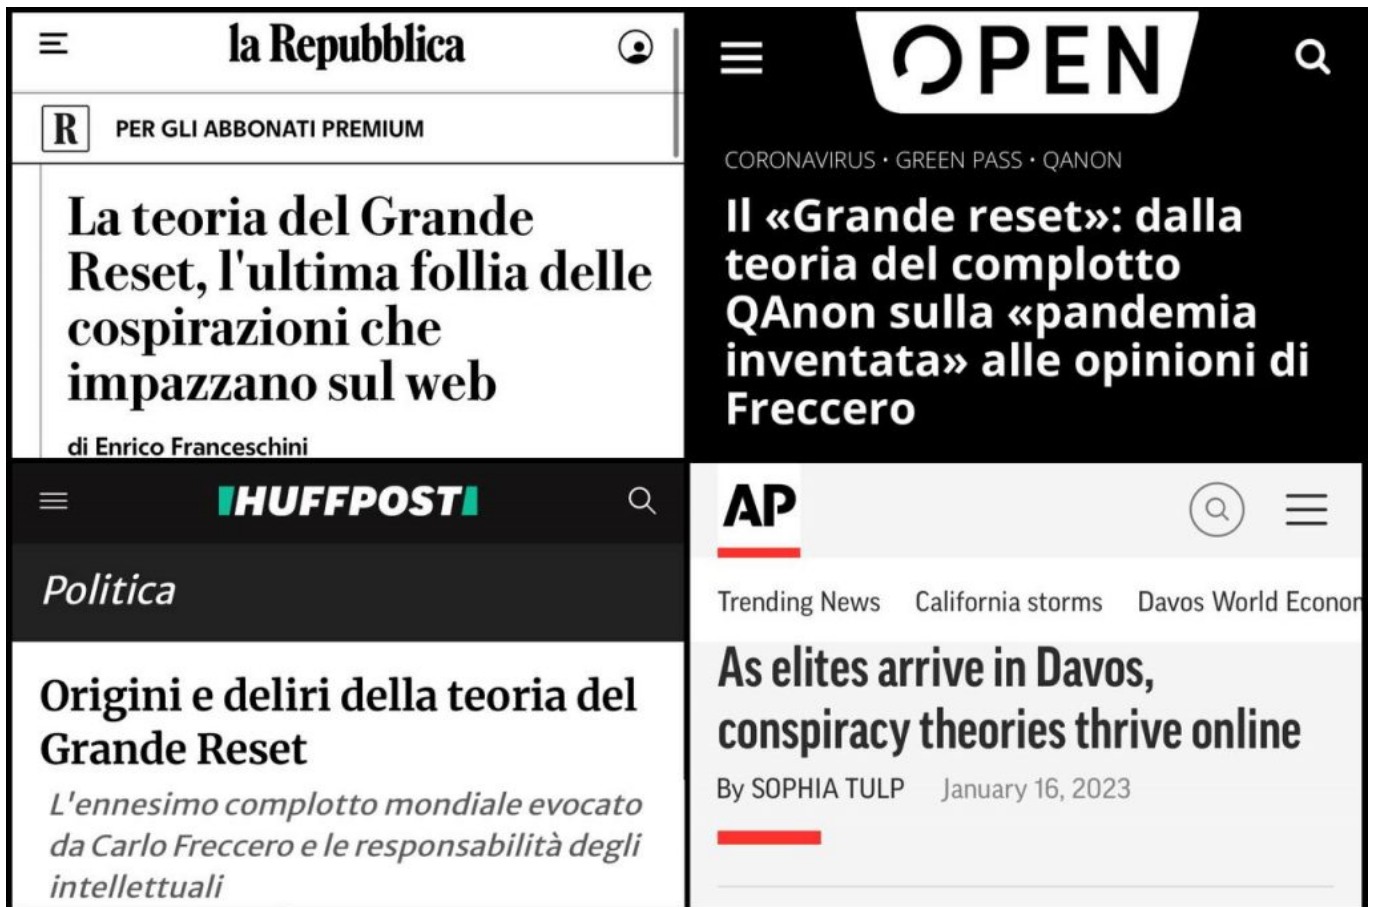 la Repubblica
R PER GLI ABBONATI PREMIUM
La teoria del Grande
Reset, l'ultima follia delle
cospirazioni che
impazzano sul web
di Enrico Franceschini
OPEN
CORONAVIRUS • GREEN PASS • QANON
Il «Grande reset»: dalla
teoria del complotto
QAnon sulla «pandemia
inventata» alle opinioni di
Freccero
HUFFPOST
Politica
Origini e deliri della teoria del
Grande Reset
L'ennesimo complotto mondiale evocato
da Carlo Freccero e le responsabilità degli
intellettuali
AP
Trending News California storms Davos World Econom
As elites arrive in Davos,
conspiracy theories thrive online
By SOPHIA TULP January 16, 2023